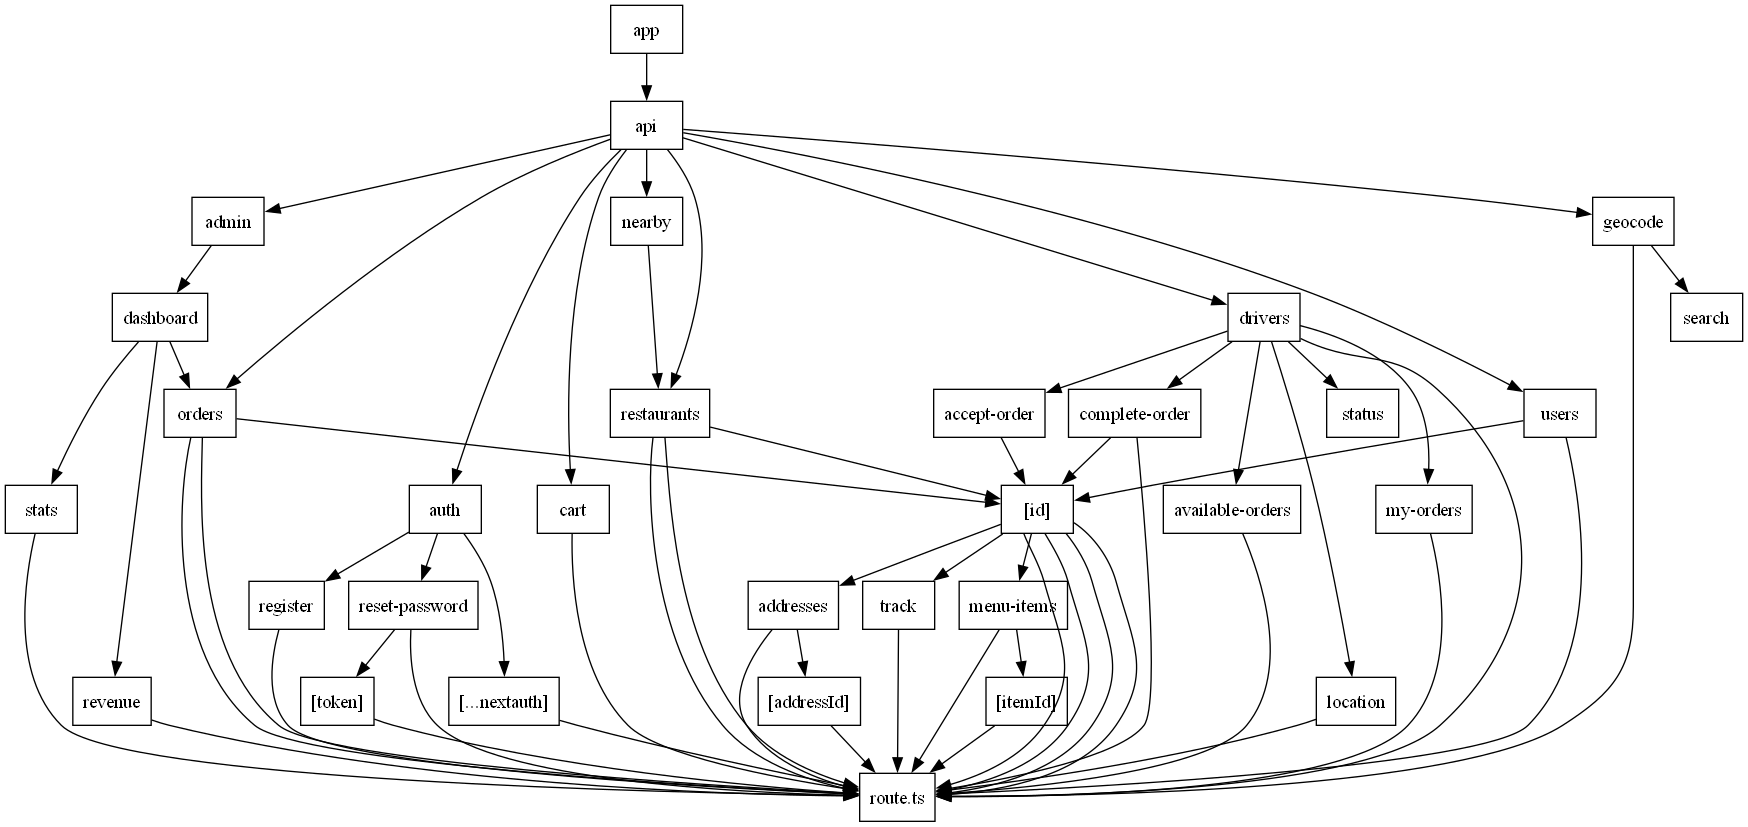 app
api
admin
nearby
geocode
dashboard
drivers
search
orders
restaurants
accept-order
complete-order
status
users
stats
auth
cart
[id]
available-orders
my-orders
register
reset-password
addresses
track
menu-items
revenue
[token]
[...nextauth]
[addressId]
[itemId]
location
route.ts